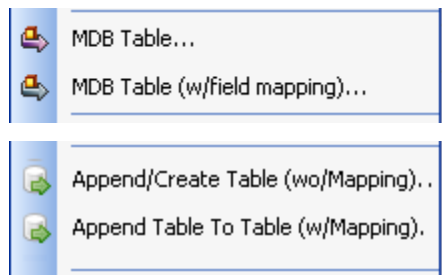 MDB Table...
MDB Table (w/field mapping)...
Append/Create Table (wo/Mapping). .
Append Table To Table (w/Mapping).